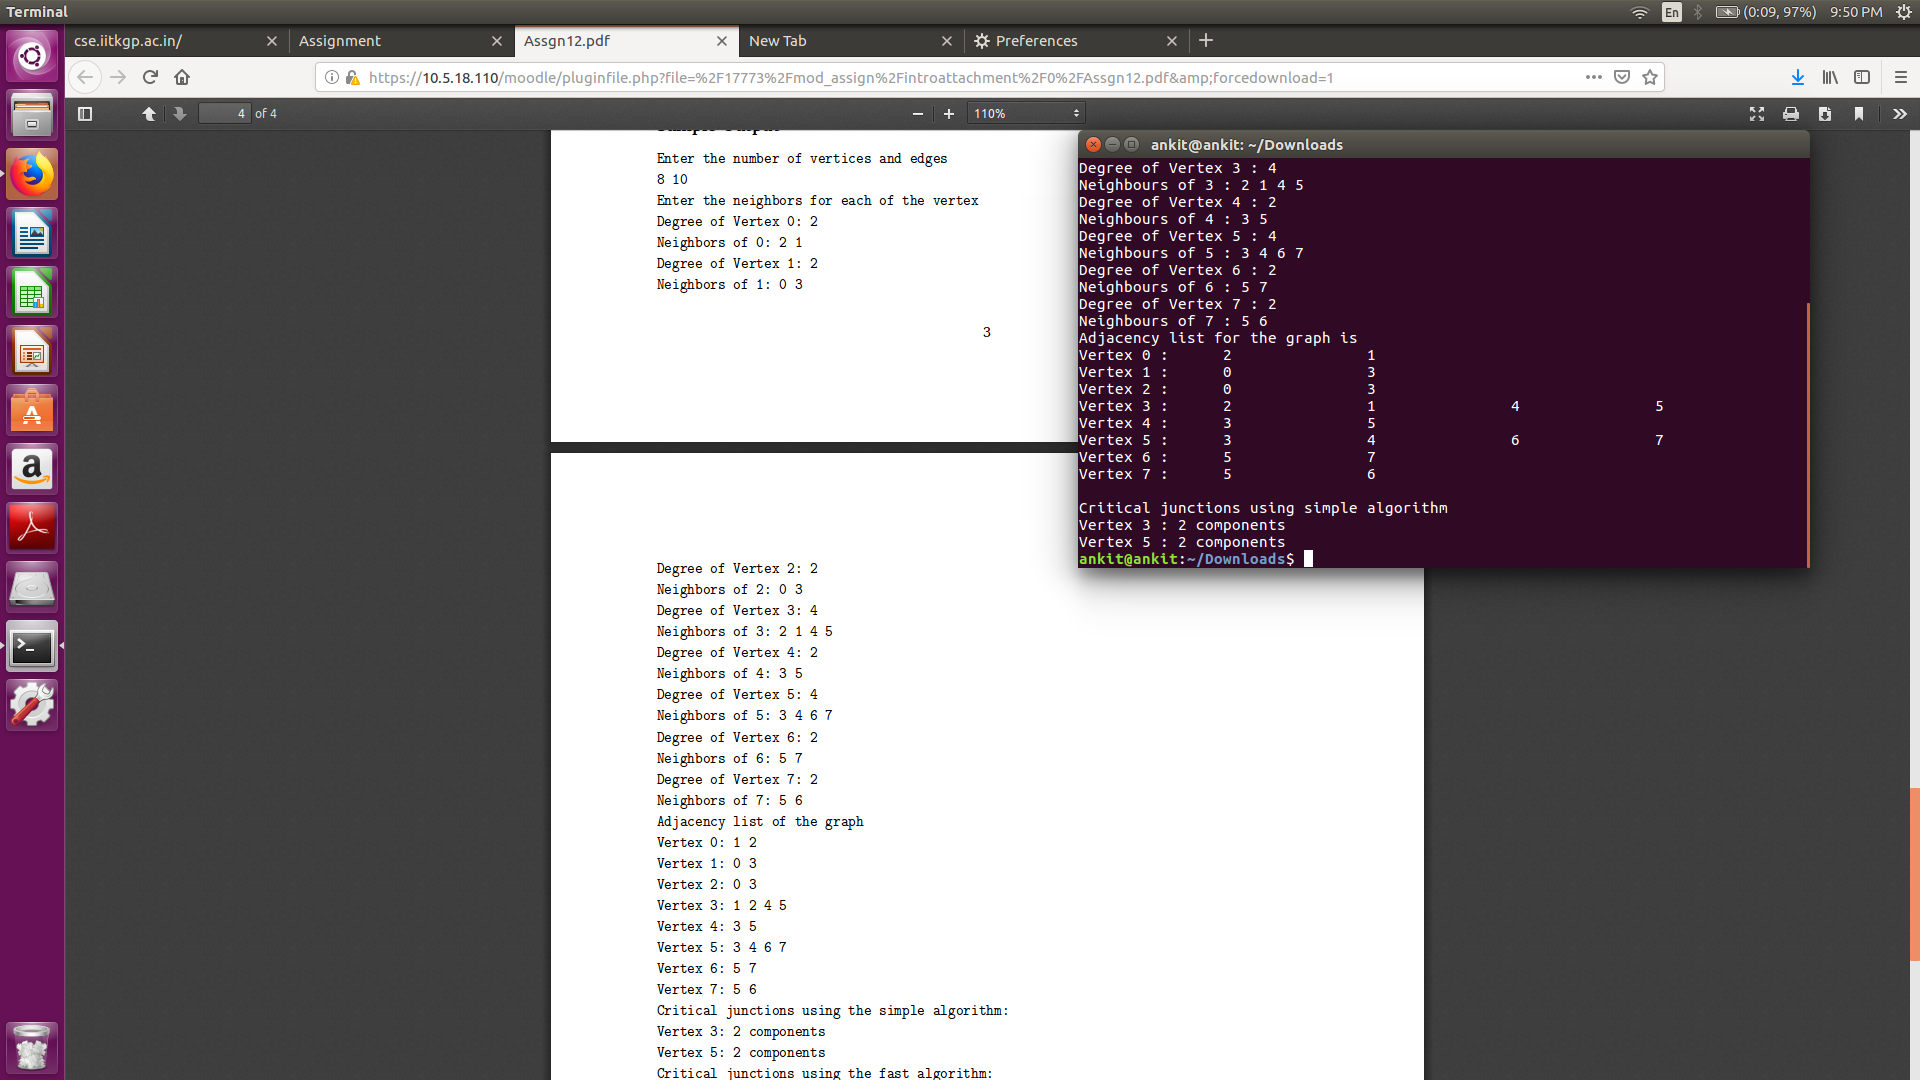 Terminal
En
(0:09, 97%)
9:50 PM
cse.iitkgp.ac.in/
Assignment
Assgn12.pdf
New Tab
Preferences
https://10.5.18.110/moodle/pluginfile.php?file=%2F17773%2Fmod_assign%2Fintroattachment%2F0%2FAssgn12.pdf&amp;forcedownload=1
4 of 4
110%
Enter the number of vertices and edges
8 10
Enter the neighbors for each of the vertex
Degree of Vertex 0: 2
Neighbors of 0: 2 1
Degree of Vertex 1: 2
Neighbors of 1: 0 3
3
Degree of Vertex 2: 2
Neighbors of 2: 0 3
Degree of Vertex 3: 4
Neighbors of 3: 2 1 4 5
Degree of Vertex 4: 2
Neighbors of 4: 3 5
Degree of Vertex 5: 4
Neighbors of 5: 3 4 6 7
Degree of Vertex 6: 2
Neighbors of 6: 5 7
Degree of Vertex 7: 2
Neighbors of 7: 5 6
Adjacency list of the graph
Vertex 0: 1 2
Vertex 1: 0 3
Vertex 2: 0 3
Vertex 3: 1 2 4 5
Vertex 4: 3 5
Vertex 5: 3 4 6 7
Vertex 6: 5 7
Vertex 7: 5 6
Critical junctions using the simple algorithm:
Vertex 3: 2 components
Vertex 5: 2 components
Critical junctions using the fast algorithm:
ankit@ankit: ~/Downloads
Degree of Vertex 3 : 4
Neighbours of 3 : 2 1 4 5
Degree of Vertex 4 : 2
Neighbours of 4 : 3 5
Degree of Vertex 5 : 4
Neighbours of 5 : 3 4 6 7
Degree of Vertex 6 : 2
Neighbours of 6 : 5 7
Degree of Vertex 7 : 2
Neighbours of 7 : 5 6
Adjacency list for the graph is
Vertex 0 : 2 1
Vertex 1 : 0 3
Vertex 2 : 0 3
Vertex 3 : 2 1 4 5
Vertex 4 : 3 5
Vertex 5 : 3 4 6 7
Vertex 6 : 5 7
Vertex 7 : 5 6
Critical junctions using simple algorithm
Vertex 3 : 2 components
Vertex 5 : 2 components
ankit@ankit:~/Downloads$